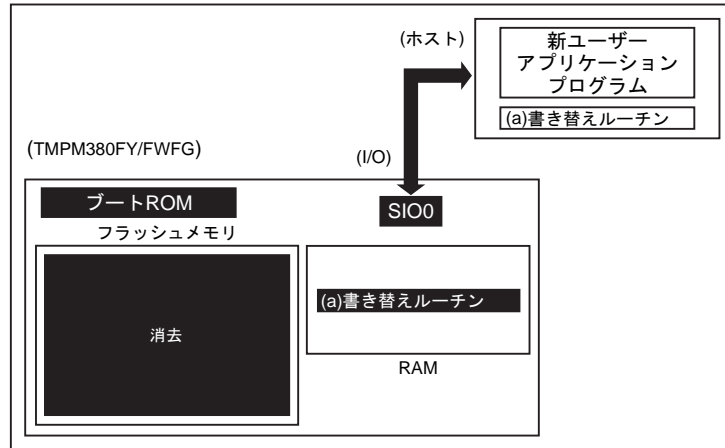 (ホスト)
新ユーザー
アプリケーション
プログラム
(a)書き替えルーチン
(TMPM380FY/FWFG)
(I/O)
ブートROM
SIO0
フラッシュメモリ
(a)書き替えルーチン
消去
RAM